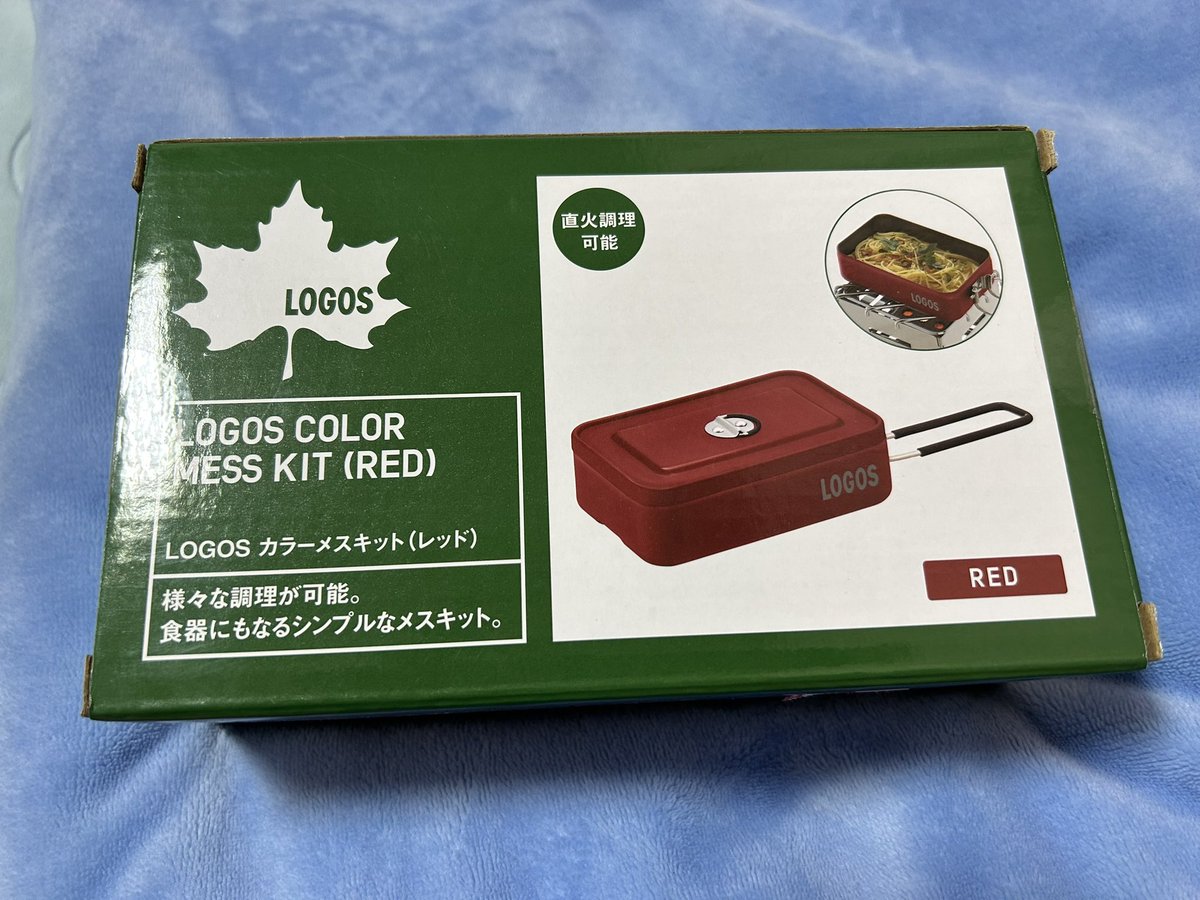 LOGOS
LOGOS COLOR
MESS KIT (RED)
LOGOS カラーメスキット(レッド)
様々な調理が可能。
食器にもなるシンプルなメスキット。
直火調理
可能
LOGOS
LOGOS
RED